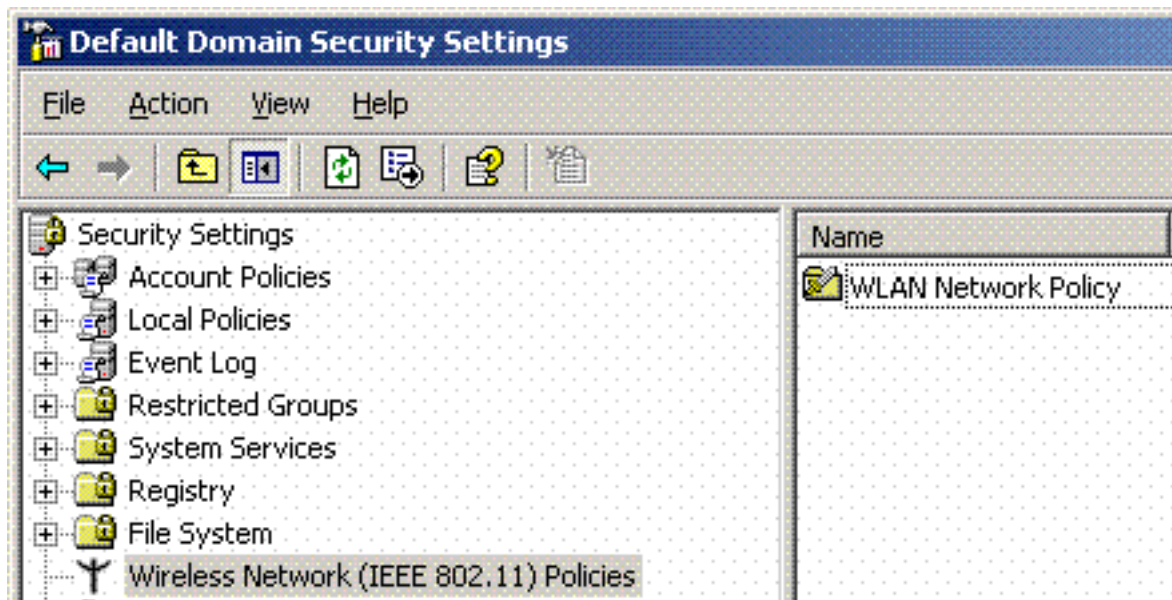 Default Domain Security Settings
File Action View Help
Security Settings
Account Policies
Local Policies
Event Log
Restricted Groups
System Services
Registry
File System
Wireless Network (IEEE 802.11) Policies
Name
WLAN Network Policy